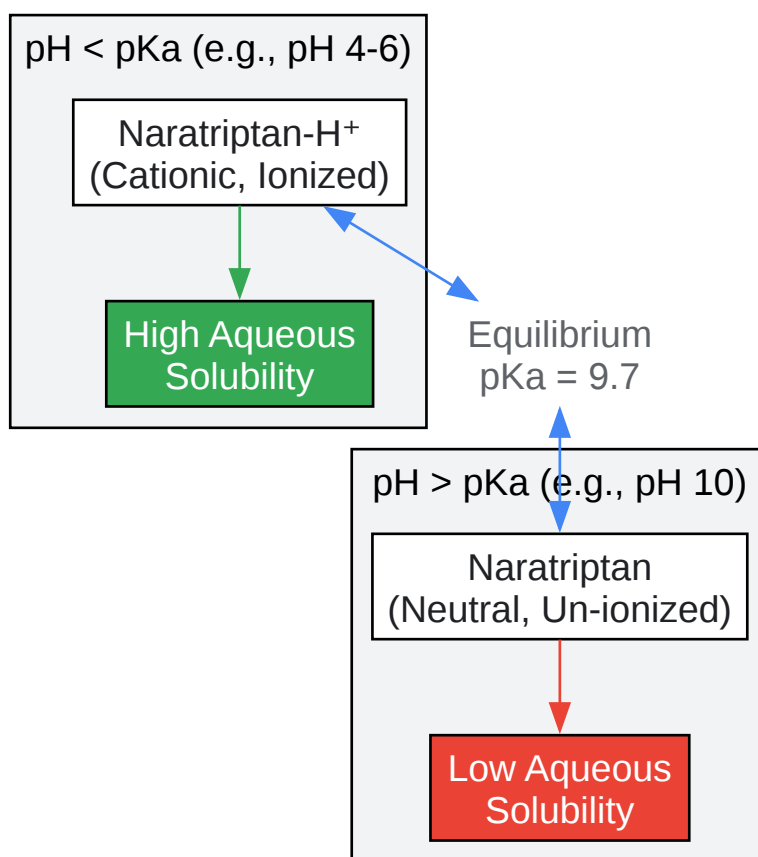 pH < pKa (e.g., pH 4-6)
Naratriptan-H⁺
(Cationic, Ionized)
High Aqueous
Solubility
Equilibrium
pKa = 9.7
pH > pKa (e.g., pH 10)
Naratriptan
(Neutral, Un-ionized)
Low Aqueous
Solubility